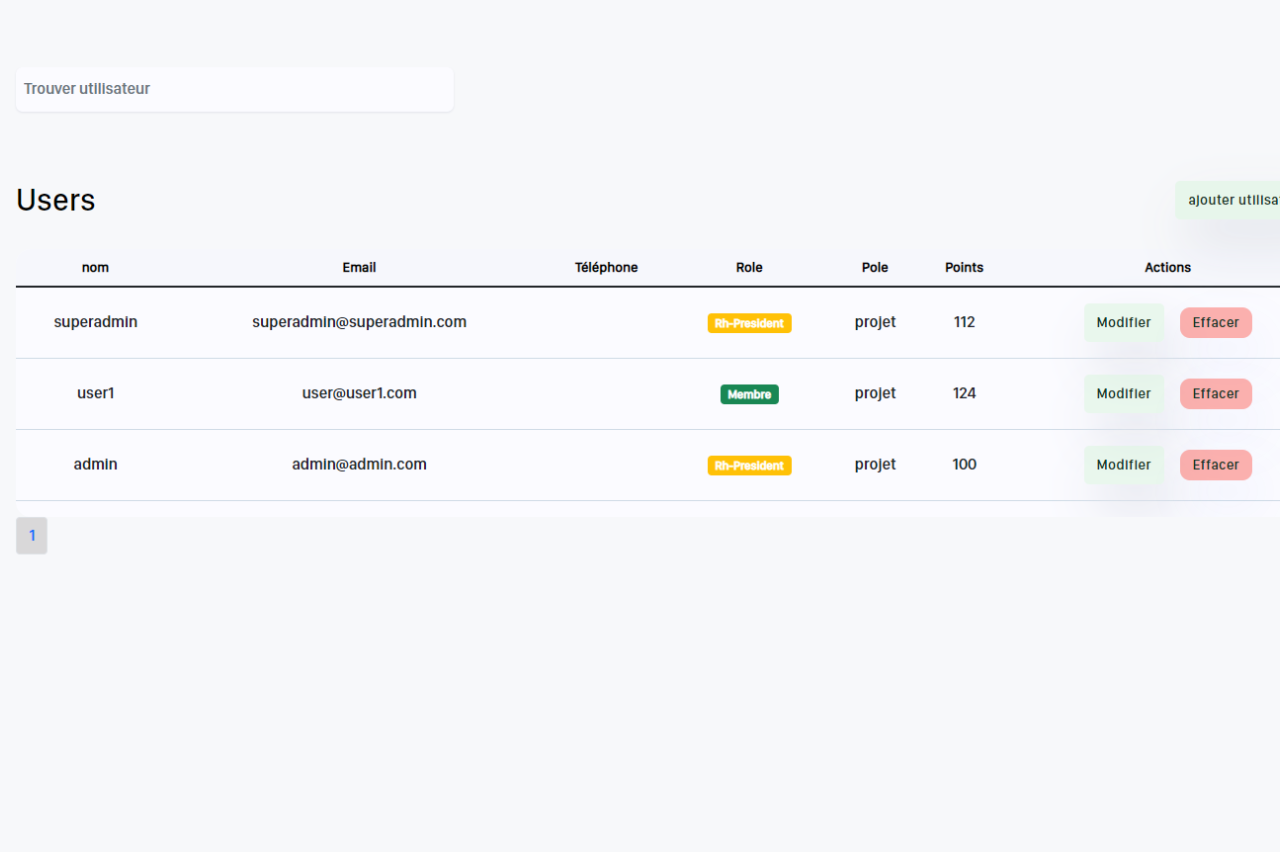 Trouver utilisateur
Users
ajouter
nom Email Téléphone Role Pole Points Actions
superadmin superadmin@superadmin.com Rh-President projet 112 Modifier Effacer
user1 user@user1.com Membre projet 124 Modifier Effacer
admin admin@admin.com Rh-President projet 100 Modifier Effacer
1